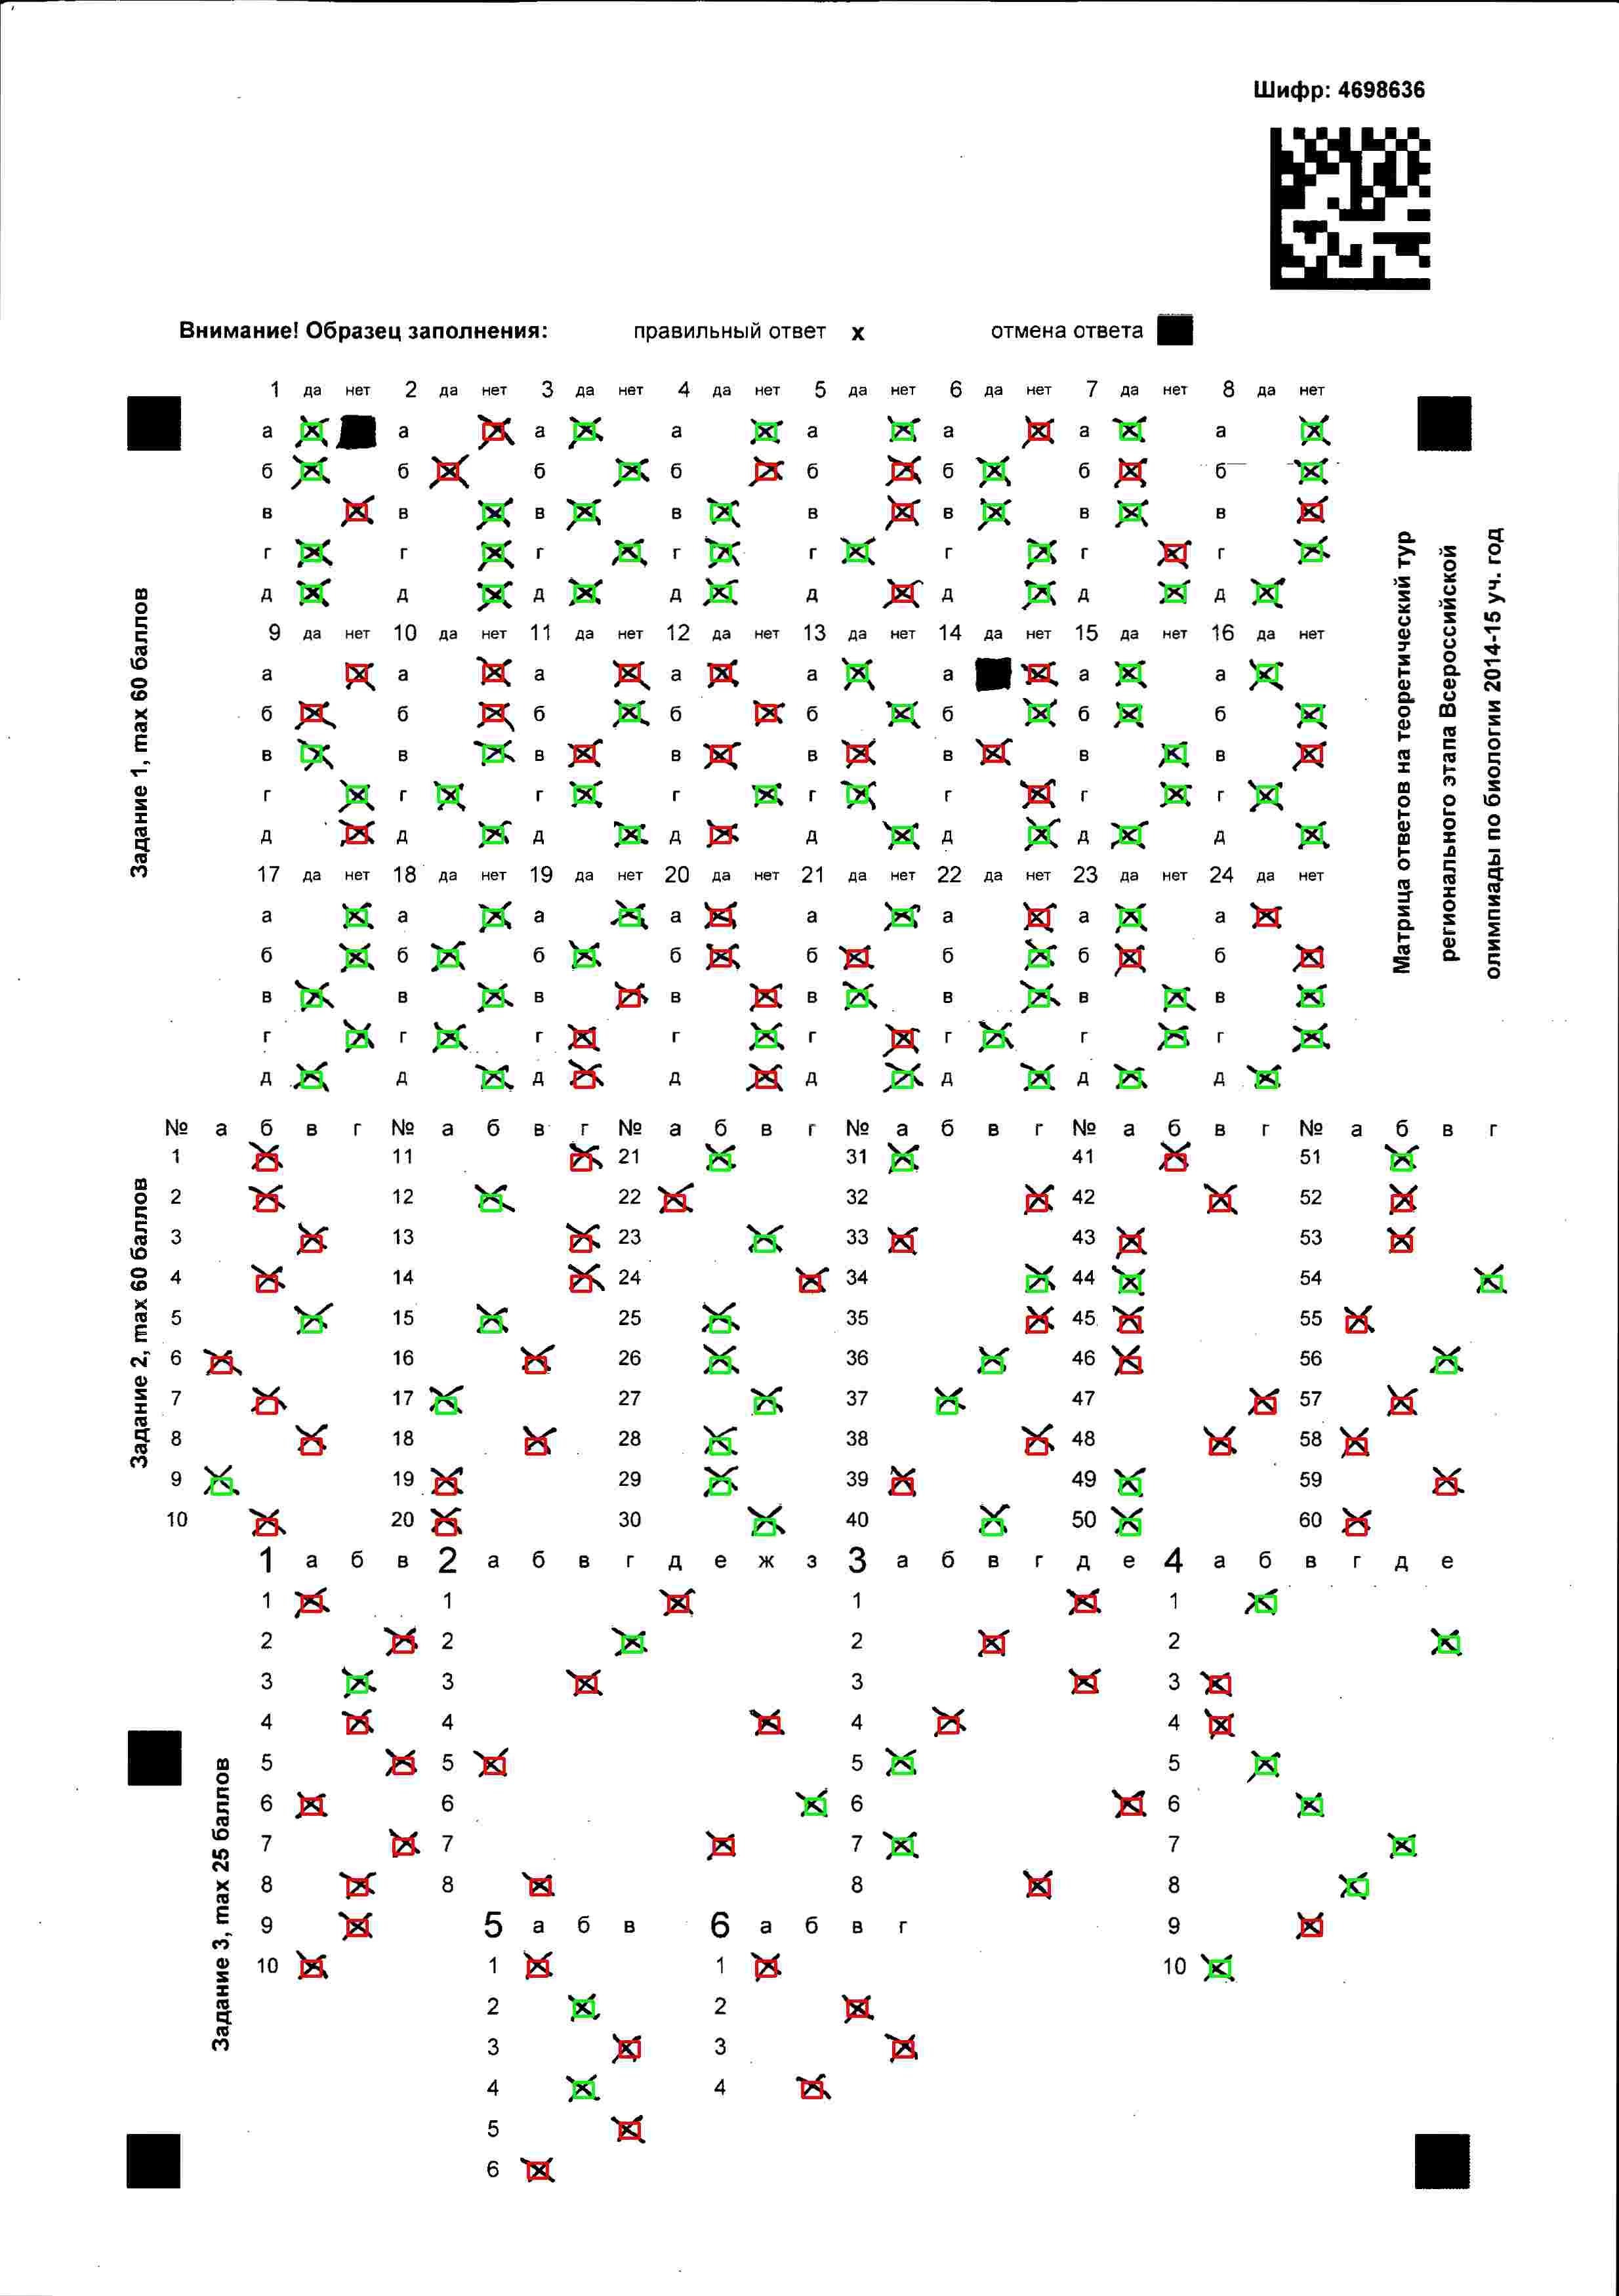 Шифр: 4698636
Внимание! Образец заполнения: правильный ответ х отмена ответа
Матрица ответов на теоретический тур
регионального этапа Всероссийской
олимпиады по биологии 2014-15 уч. год
Задание 1, max 60 баллов
1 да нет 2 да нет 3 да нет 4 да нет 5 да нет 6 да нет 7 да нет 8 да нет
а а а а а а а а
б б б б б б б б
в в в в в в в в
г г г г г г г г
д д д д д д д д
9 да нет 10 да нет 11 да нет 12 да нет 13 да нет 14 да нет 15 да нет 16 да нет
а а а а а а а а
б б б б б б б б
в в в в в в в в
г г г г г г г г
д д д д д д д д
17 да нет 18 да нет 19 да нет 20 да нет 21 да нет 22 да нет 23 да нет 24 да нет
а а а а а а а а
б б б б б б б б
в в в в в в в в
г г г г г г г г
д д д д д д д д
Задание 2, max 60 баллов
№ а б в г № а б в г № а б в г № а б в г № а б в г № а б в г
1 11 21 31 41 51
2 12 22 32 42 52
3 13 23 33 43 53
4 14 24 34 44 54
5 15 25 35 45 55
6 16 26 36 46 56
7 17 27 37 47 57
8 18 28 38 48 58
9 19 29 39 49 59
10 20 30 40 50 60
Задание 3, max 25 баллов
1 а б в 2 а б в г д е ж з 3 а б в г д е 4 а б в г д е
1 1 1 1
2 2 2 2
3 3 3 3
4 4 4 4
5 5 5 5
6 6 6 6
7 7 7 7
8 8 8 8
9 5 а б в 6 а б в г 9
10 1 1 10
2 2
3 3
4 4
5
6